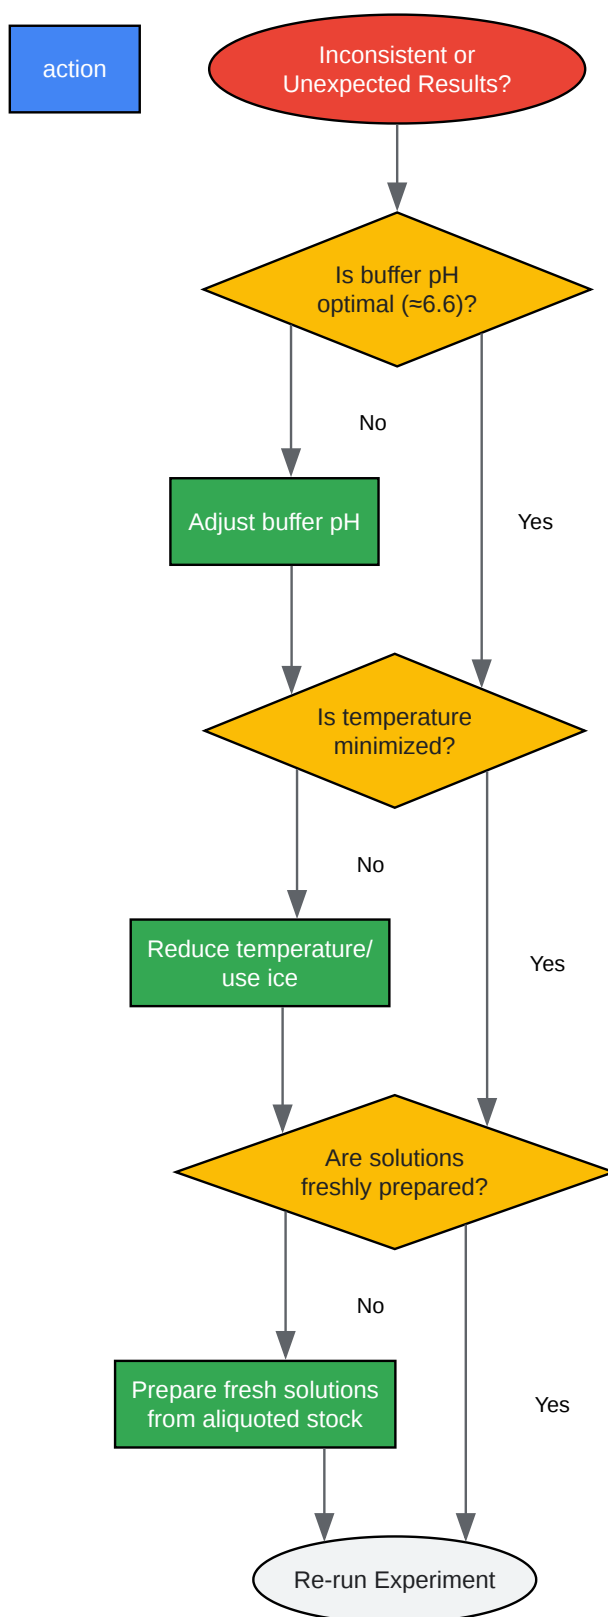 action
Inconsistent or
Unexpected Results?
Is buffer pH
optimal (≈6.6)?
No
Adjust buffer pH
Yes
Is temperature
minimized?
No
Reduce temperature/
use ice
Yes
Are solutions
freshly prepared?
No
Prepare fresh solutions
from aliquoted stock
Yes
Re-run Experiment